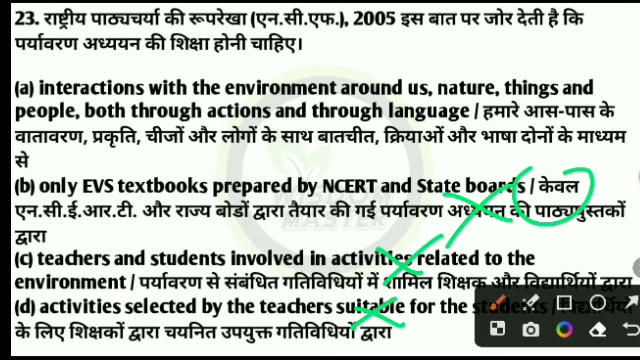 23. राष्ट्रीय पाठ्यचर्या की रूपरेखा (एन.सी.एफ.), 2005 इस बात पर जोर देती है कि
पर्यावरण अध्ययन की शिक्षा होनी चाहिए।
(a) interactions with the environment around us, nature, things and
people, both through actions and through language / हमारे आस-पास के
वातावरण, प्रकृति, चीजों और लोगों के साथ बातचीत, क्रियाओं और भाषा दोनों के माध्यम
से
(b) only EVS textbooks prepared by NCERT and State boards / केवल
एन.सी.ई.आर.टी. और राज्य बोडों द्वारा तैयार की गई पर्यावरण अध्ययन की पाठ्यपुस्तकों
द्वारा
(c) teachers and students involved in activities related to the
environment / पर्यावरण से संबंधित गतिविधियों में शामिल शिक्षक और विद्यार्थियों द्वारा
(d) activities selected by the teachers suitable for the students /
के लिए शिक्षकों द्वारा चयनित उपयुक्त गतिविधियों द्वारा